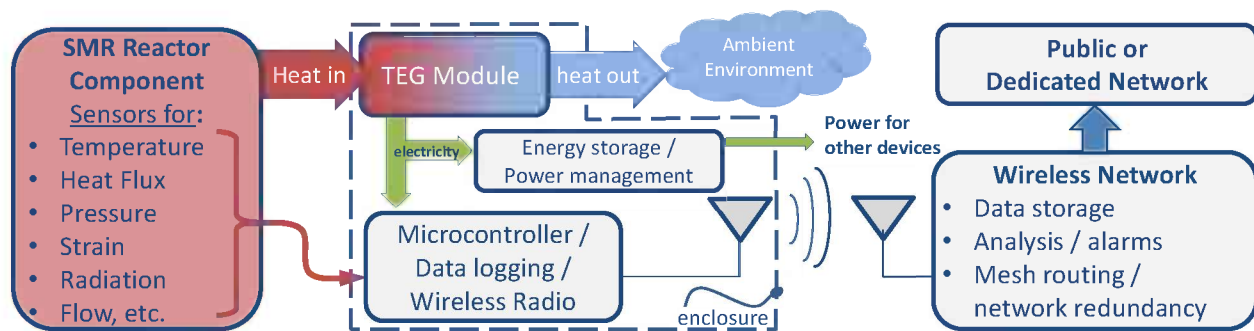 SMR Reactor
Component
Sensors for:
• Temperature
• Heat Flux
• Pressure
• Strain
• Radiation
• Flow, etc.
Heat in
TEG Module
heat out
Ambient
Environment
electricity
Energy storage /
Power management
Power for
other devices
Microcontroller /
Data logging /
Wireless Radio
enclosure
Public or
Dedicated Network
Wireless Network
• Data storage
• Analysis / alarms
• Mesh routing /
network redundancy